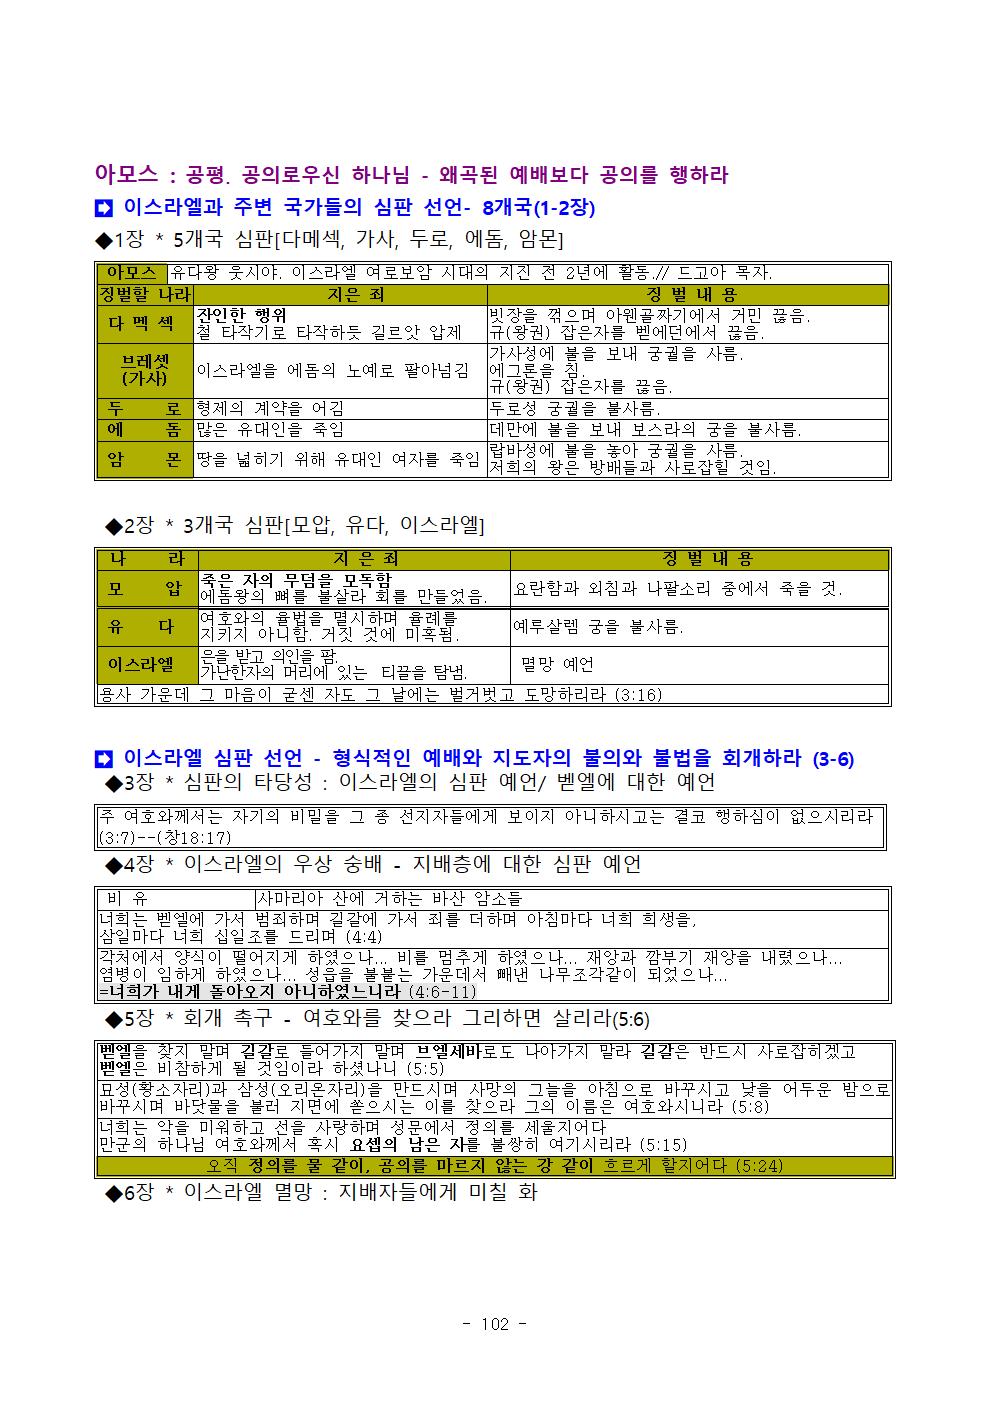 아모스 : 공평. 공의로우신 하나님 - 왜곡된 예배보다 공의를 행하라
➡ 이스라엘과 주변 국가들의 심판 선언- 8개국(1-2장)
◆1장 * 5개국 심판[다메섹, 가사, 두로, 에돔, 암몬]
아모스 유다왕 웃시야. 이스라엘 여로보암 시대의 지진 전 2년에 활동.// 드고아 목자.
징벌할 나라 지은 죄 징 벌 내 용
다 멕 섹
잔인한 행위
철 타작기로 타작하듯 길르앗 압제
빗장을 꺾으며 아웬골짜기에서 거민 끊음.
규(왕권) 잡은자를 벧에던에서 끊음.
브레셋
(가사)
이스라엘을 에돔의 노예로 팔아넘김
가사성에 불을 보내 궁궐을 사름.
에그론을 침.
규(왕권) 잡은자를 끊음.
두 로 형제의 계약을 어김 두로성 궁궐을 불사름.
에 돔 많은 유대인을 죽임 데만에 불을 보내 보스라의 궁을 불사름.
암 몬 땅을 넓히기 위해 유대인 여자를 죽임
랍바성에 불을 놓아 궁궐을 사름.
저희의 왕은 방배들과 사로잡힐 것임.
◆2장 * 3개국 심판[모압, 유다, 이스라엘]
나 라 지 은 죄 징 벌 내 용
모 압
죽은 자의 무덤을 모독함
에돔왕의 뼈를 불살라 회를 만들었음.
요란함과 외침과 나팔소리 중에서 죽을 것.
유 다
여호와의 율법을 멸시하며 율례를
지키지 아니함. 거짓 것에 미혹됨.
예루살렘 궁을 불사름.
이스라엘
은을 받고 의인을 팜.
가난한자의 머리에 있는 티끌을 탐냄.
멸망 예언
용사 가운데 그 마음이 굳센 자도 그 날에는 벌거벗고 도망하리라 (3:16)
➡ 이스라엘 심판 선언 - 형식적인 예배와 지도자의 불의와 불법을 회개하라 (3-6)
◆3장 * 심판의 타당성 : 이스라엘의 심판 예언/ 벧엘에 대한 예언
주 여호와께서는 자기의 비밀을 그 종 선지자들에게 보이지 아니하시고는 결코 행하심이 없으시리라
(3:7)--(창18:17)
◆4장 * 이스라엘의 우상 숭배 - 지배층에 대한 심판 예언
비 유 사마리아 산에 거하는 바산 암소들
너희는 벧엘에 가서 범죄하며 길갈에 가서 죄를 더하며 아침마다 너희 희생을,
삼일마다 너희 십일조를 드리며 (4:4)
각처에서 양식이 떨어지게 하였으나... 비를 멈추게 하였으나... 재앙과 깜부기 재앙을 내렸으나...
염병이 임하게 하였으나... 성읍을 불붙는 가운데서 빼낸 나무조각같이 되었으나...
=너희가 내게 돌아오지 아니하였느니라 (4:6-11)
◆5장 * 회개 촉구 - 여호와를 찾으라 그리하면 살리라(5:6)
벧엘을 찾지 말며 길갈로 들어가지 말며 브엘세바로도 나아가지 말라 길갈은 반드시 사로잡히겠고
벧엘은 비참하게 될 것임이라 하셨나니 (5:5)
묘성(황소자리)과 삼성(오리온자리)을 만드시며 사망의 그늘을 아침으로 바꾸시고 낮을 어두운 밤으로
바꾸시며 바닷물을 불러 지면에 쏟으시는 이를 찾으라 그의 이름은 여호와시니라 (5:8)
너희는 악을 미워하고 선을 사랑하며 성문에서 정의를 세울지어다
만군의 하나님 여호와께서 혹시 요셉의 남은 자를 불쌍히 여기시리라 (5:15)
오직 정의를 물 같이, 공의를 마르지 않는 강 같이 흐르게 할지어다 (5:24)
◆6장 * 이스라엘 멸망 : 지배자들에게 미칠 화
- 102 -